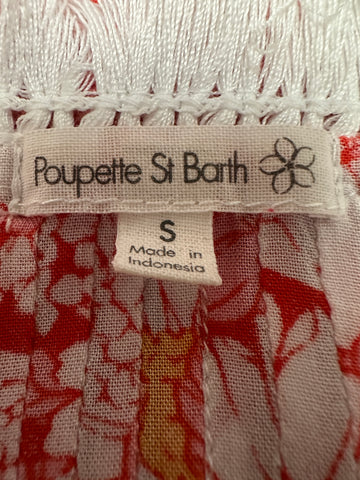 Poupette St Barth
S
Made in
Indonesia